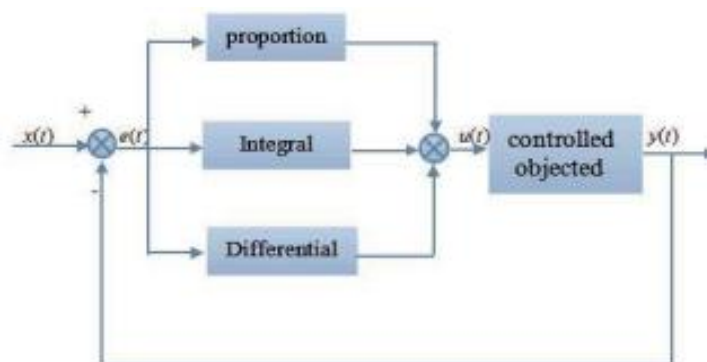 proportion
+
x(t)
e(t)
Integral
u(t)
controlled
objected
y(t)
-
Differential